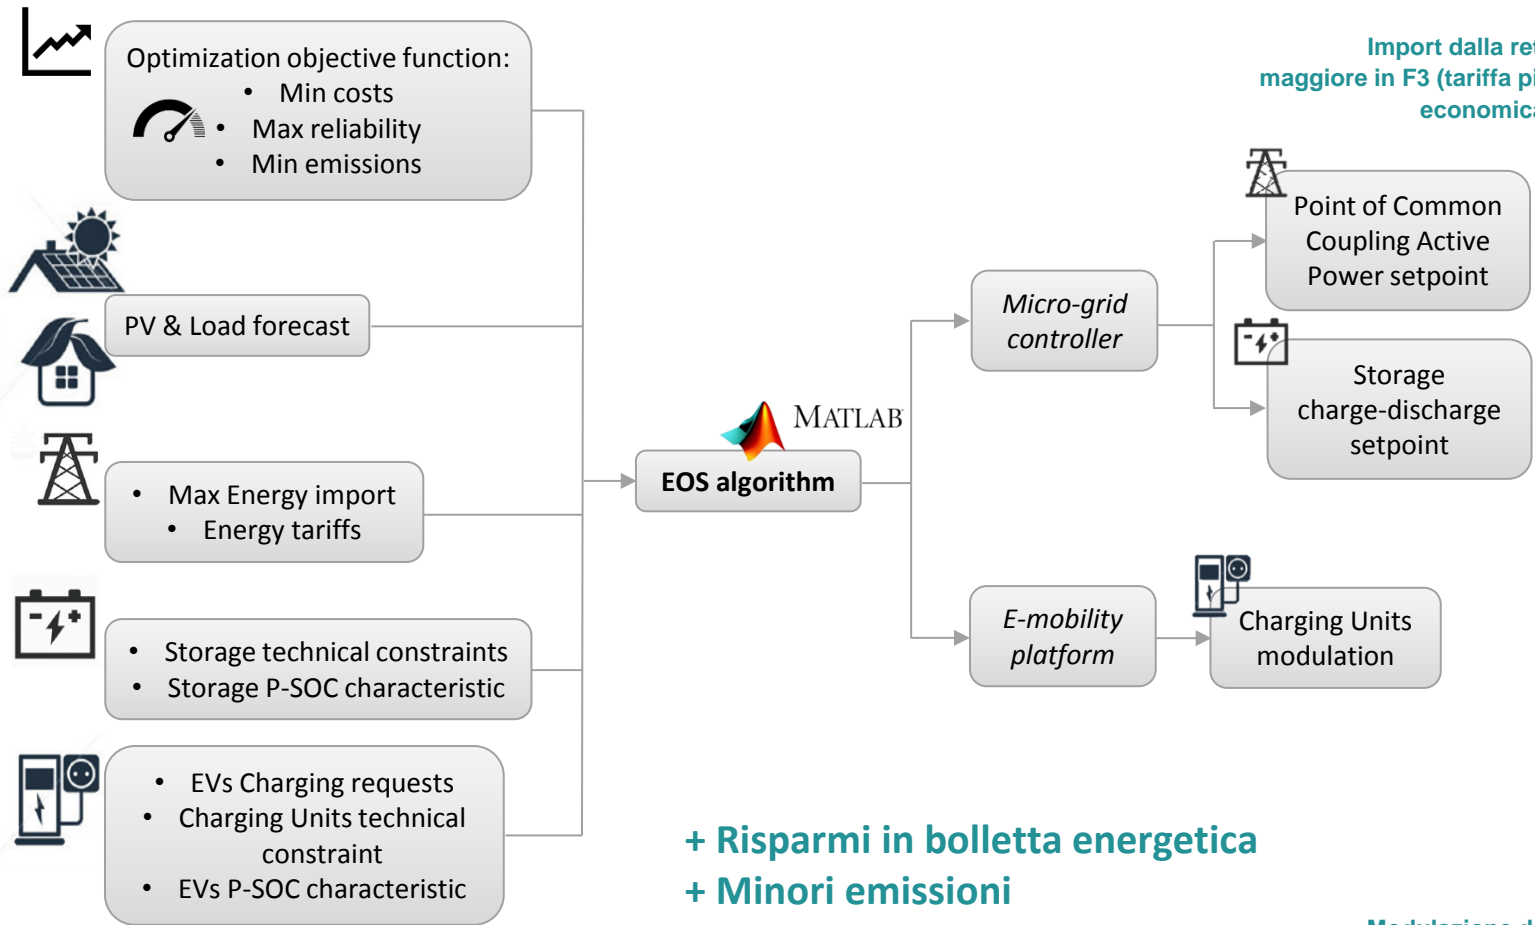 Optimization objective function:
• Min costs
• Max reliability
• Min emissions
PV & Load forecast
• Max Energy import
• Energy tariffs
• Storage technical constraints
• Storage P-SOC characteristic
• EVs Charging requests
• Charging Units technical
constraint
• EVs P-SOC characteristic
MATLAB
EOS algorithm
Micro-grid
controller
E-mobility
platform
Import dalla
maggiore in F3 (tariffa
Point of Common
Coupling Active
Power setpoint
Storage
charge-discharge
setpoint
Charging Units
modulation
+ Risparmi in bolletta energetica
+ Minori emissioni